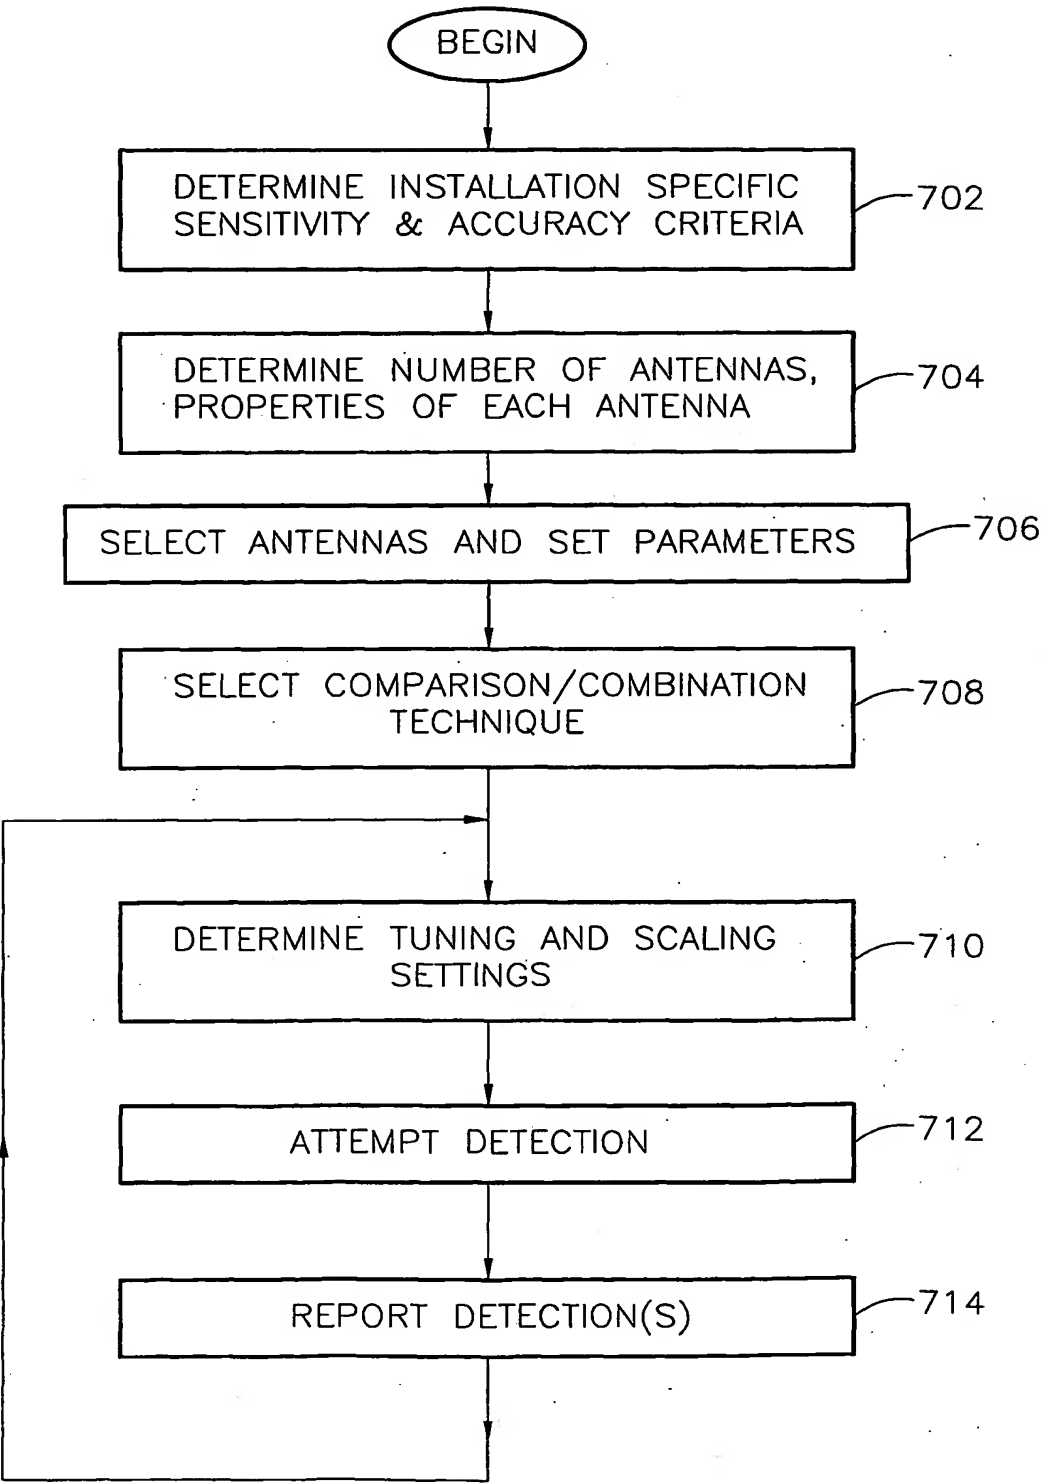 BEGIN
DETERMINE INSTALLATION SPECIFIC
SENSITIVITY & ACCURACY CRITERIA
702
DETERMINE NUMBER OF ANTENNAS,
PROPERTIES OF EACH ANTENNA
704
SELECT ANTENNAS AND SET PARAMETERS
706
SELECT COMPARISON/COMBINATION
TECHNIQUE
708
DETERMINE TUNING AND SCALING
SETTINGS
710
ATTEMPT DETECTION
712
REPORT DETECTION(S)
714